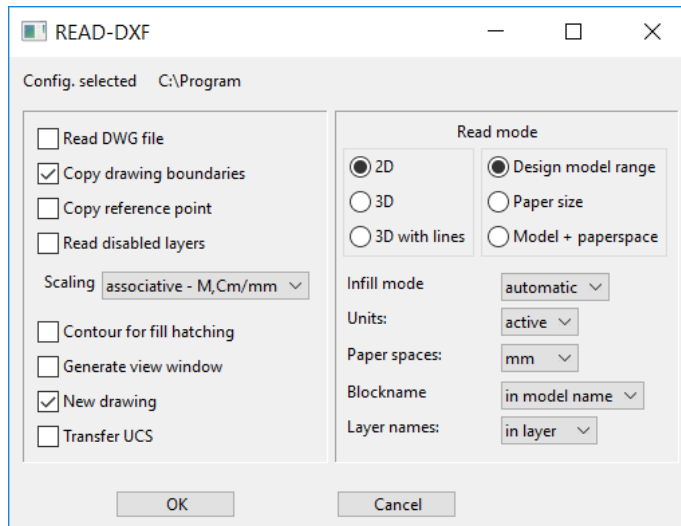 READ-DXF
Config. selected C:\Program
Read DWG file
Copy drawing boundaries
Copy reference point
Read disabled layers
Scaling associative - M,Cm/mm
Contour for fill hatching
Generate view window
New drawing
Transfer UCS
Read mode
2D Design model range
3D Paper size
3D with lines Model + paperspace
Infill mode automatic
Units: active
Paper spaces: mm
Blockname in model name
Layer names: in layer
OK Cancel